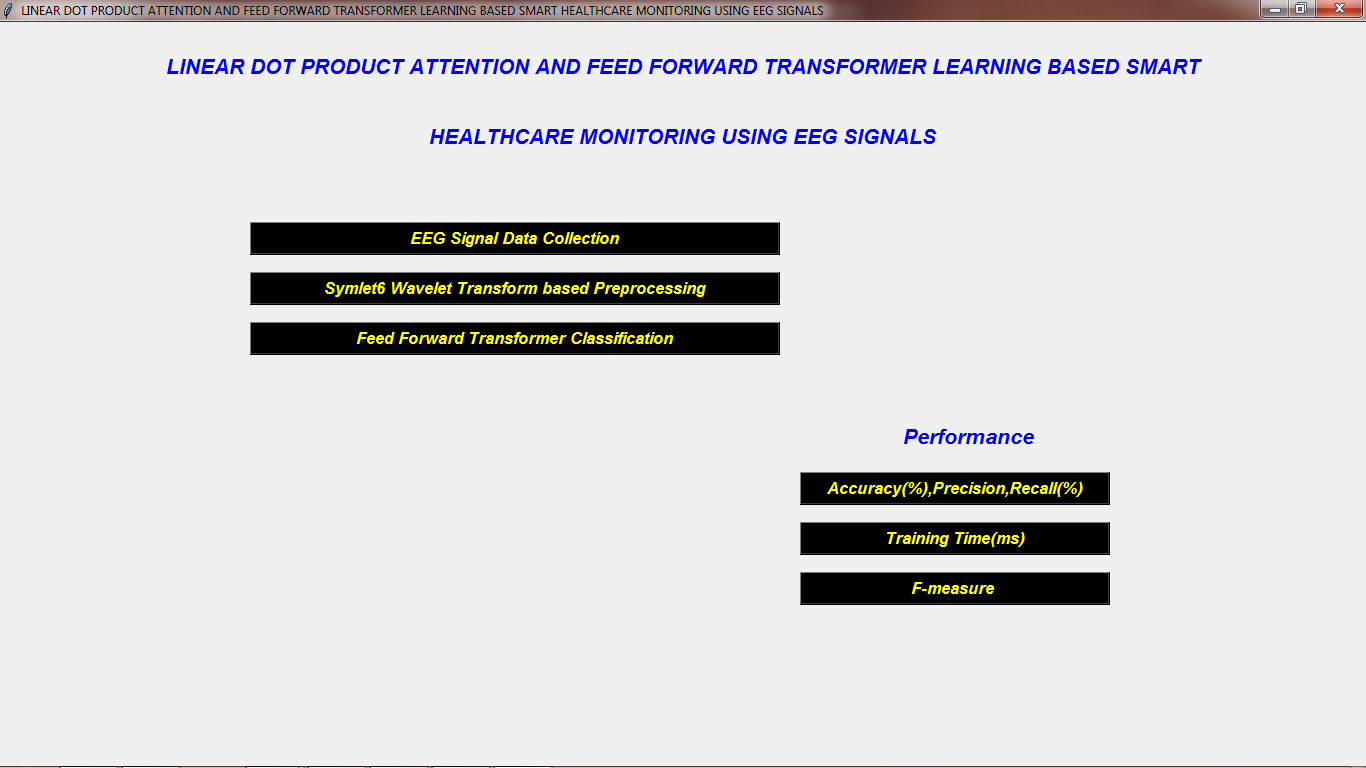 LINEAR DOT PRODUCT ATTENTION AND FEED FORWARD TRANSFORMER LEARNING BASED SMART HEALTHCARE MONITORING USING EEG SIGNALS
LINEAR DOT PRODUCT ATTENTION AND FEED FORWARD TRANSFORMER LEARNING BASED SMART
HEALTHCARE MONITORING USING EEG SIGNALS
EEG Signal Data Collection
Symlet6 Wavelet Transform based Preprocessing
Feed Forward Transformer Classification
Performance
Accuracy(%),Precision,Recall(%)
Training Time(ms)
F-measure